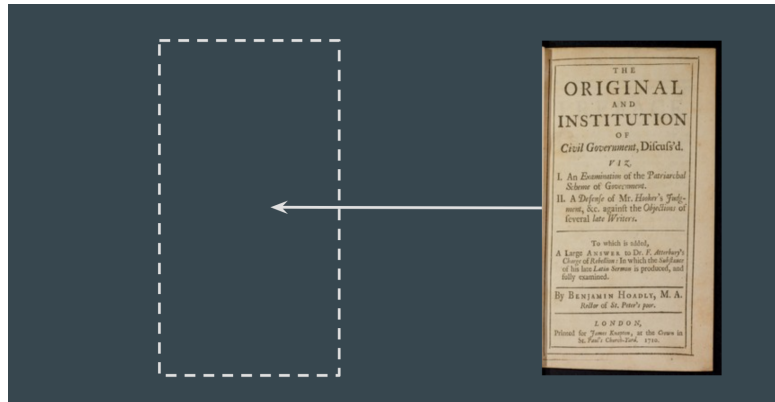 THE
ORIGINAL
AND
INSTITUTION
OF
Civil Government, Discuſs'd.
VIZ.
I. An Examination of the Patriarchal
Scheme of Government.
II. A Defense of Mr. Hooker's Judg-
ment, &c. against the Objections of
ſeveral late Writers.
To which is added,
A Large ANSWER to Dr. F. Atterbury's
Charge of Rebellion: In which the Subſtance
of his late Latin Sermon is produced, and
fully examined.
By BENJAMIN HOADLY, M. A.
Rector of St. Peter's poor.
LONDON,
Printed for James Knapton, at the Crown in
St. Paul's Church-Yard. 1710.